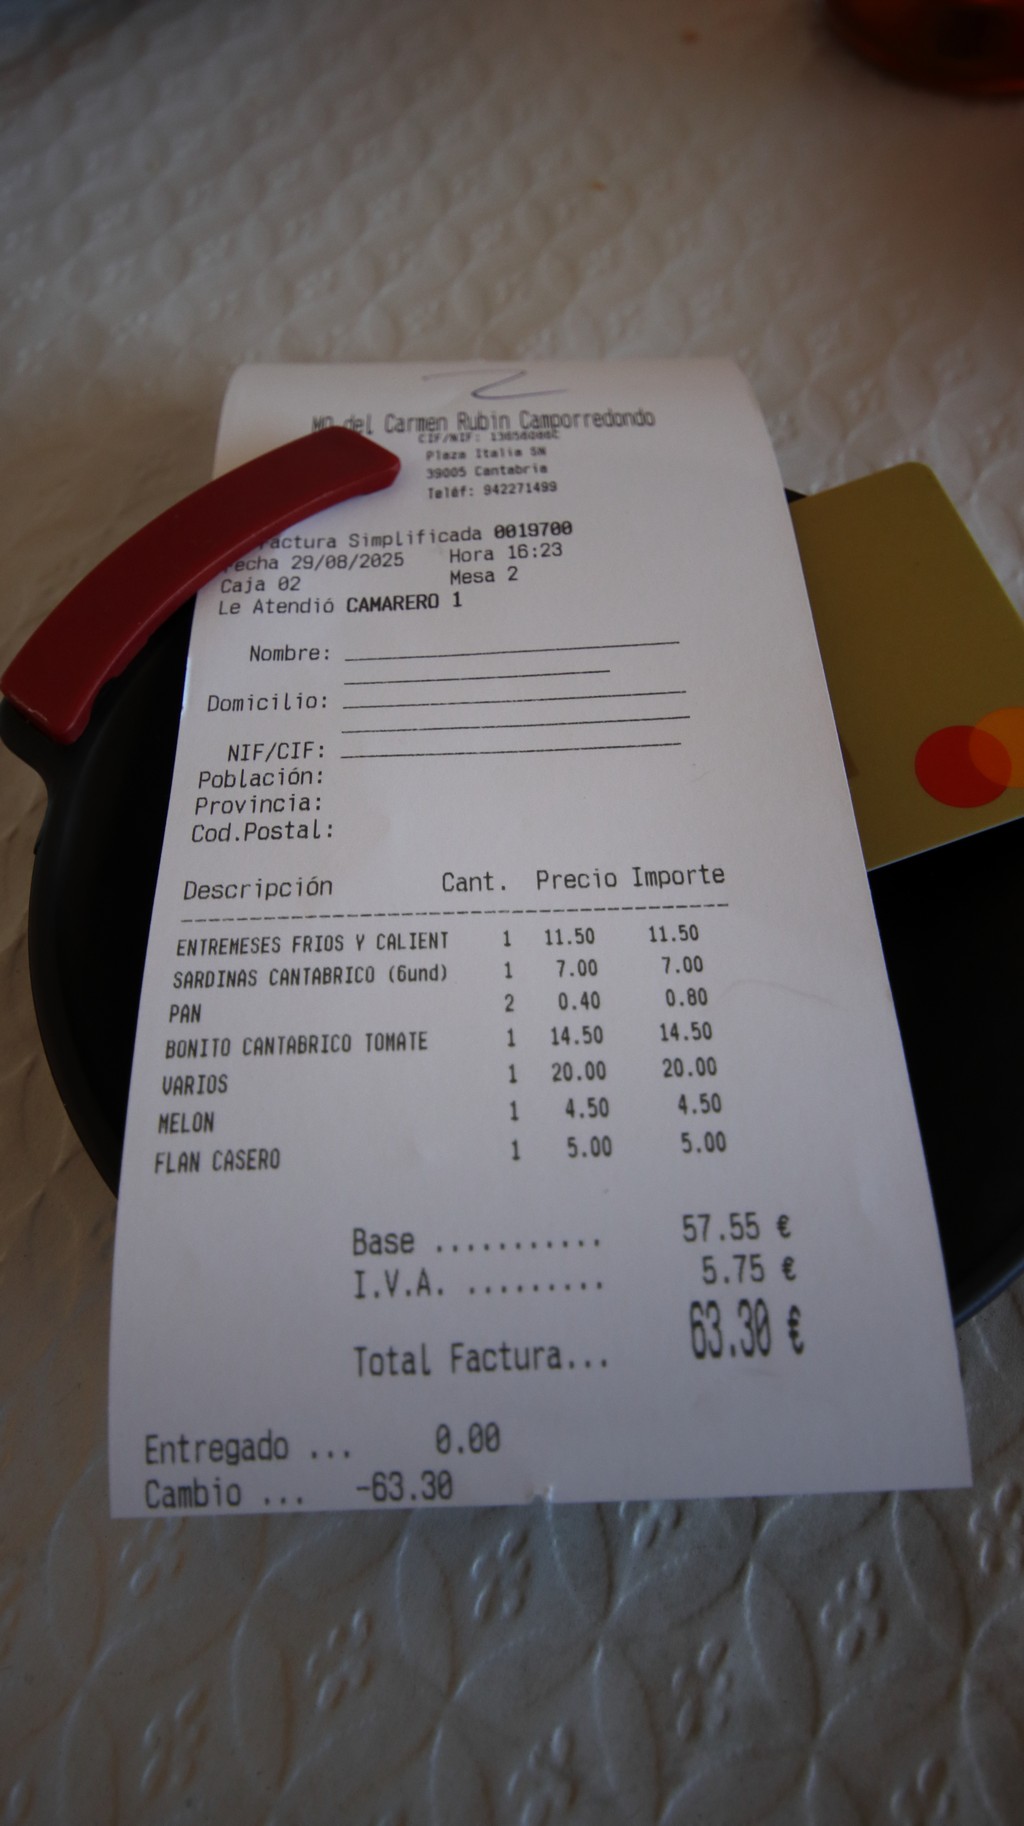 del Carmen Rubin Camporredondo
CIF/NIF:
Plaza Italia SN
39005 Cantabria
Teléf: 942271499
actura Simplificada 0019700
echa 29/08/2025 Hora 16:23
Caja 02 Mesa 2
Le Atendió CAMARERO 1
Nombre:
Domicilio:
NIF/CIF:
Población:
Provincia:
Cod.Postal:
Descripción Cant. Precio Importe
ENTREMESES FRIOS Y CALIENT 1 11.50 11.50
SARDINAS CANTABRICO (6und) 1 7.00 7.00
PAN 2 0.40 0.80
BONITO CANTABRICO TOMATE 1 14.50 14.50
VARIOS 1 20.00 20.00
MELON 1 4.50 4.50
FLAN CASERO 1 5.00 5.00
Base ........... 57.55 €
I.V.A. ......... 5.75 €
Total Factura... 63.30 €
Entregado ... 0.00
Cambio ... -63.30